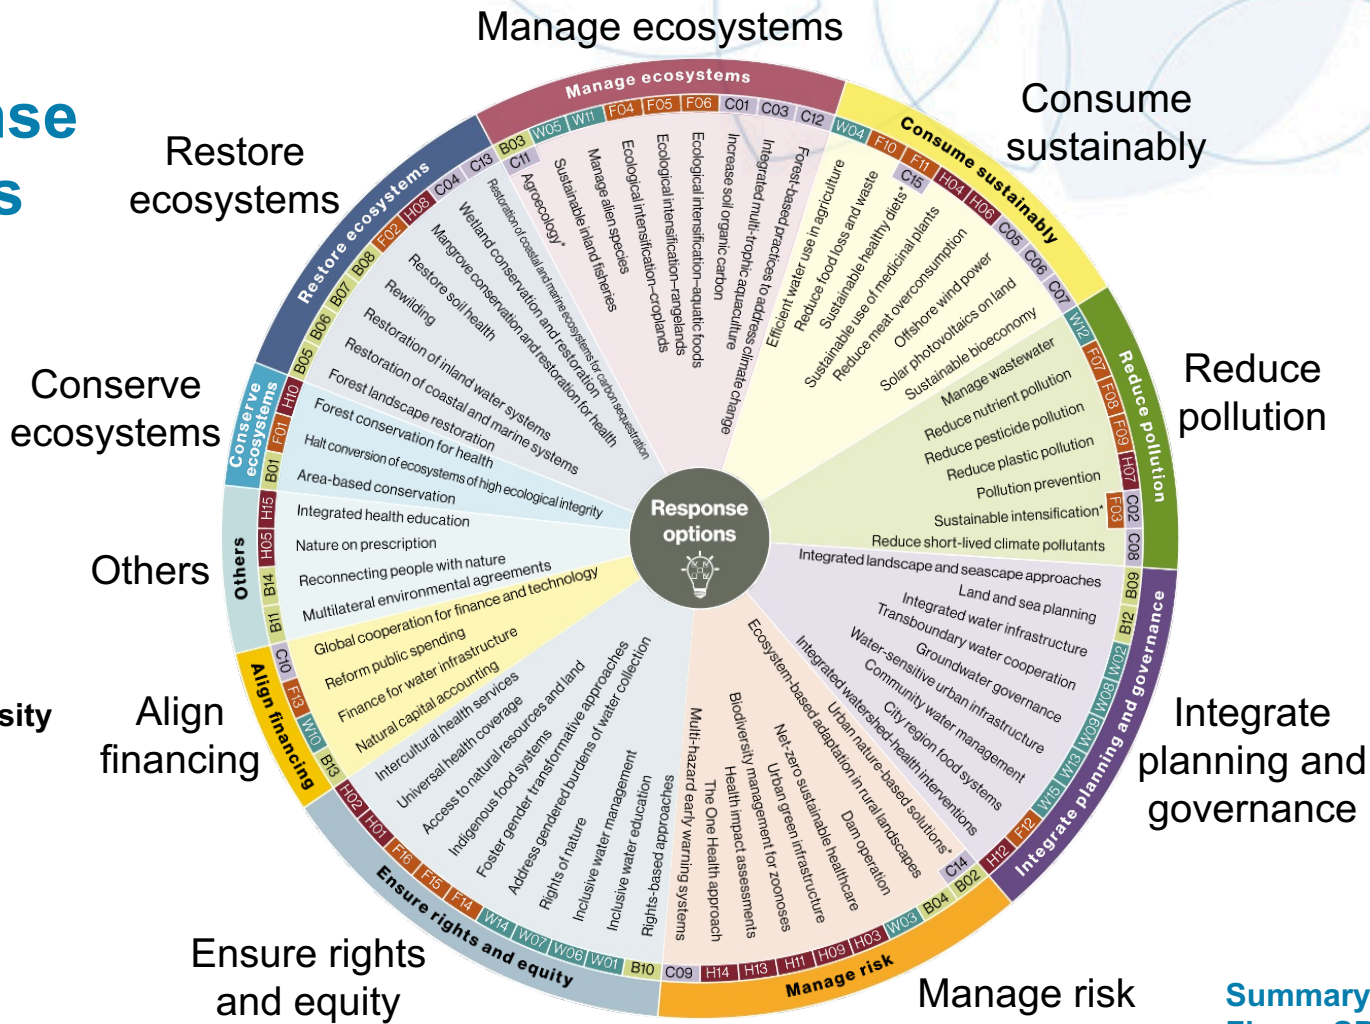 Manage ecosystems
Consume
sustainably
Reduce
pollution
Integrate
planning and
governance
Manage risk
Ensure rights
and equity
Align
financing
Others
Conserve
ecosystems
Restore
ecosystems
nse
s
sity
Summary
Response
options
Manage ecosystems
B03
C11
W05
W11
F04
F05
F06
C01
C03
C12
Agroecology*
Sustainable inland fisheries
Manage alien species
Ecological intensification–croplands
Ecological intensification–rangelands
Ecological intensification–aquatic foods
Increase soil organic carbon
Integrated multi-trophic aquaculture
Forest-based practices to address climate change
Consume sustainably
W04
F10
F11
C15
H04
H06
C05
C06
C07
Efficient water use in agriculture
Reduce food loss and waste
Sustainable healthy diets*
Sustainable use of medicinal plants
Reduce meat overconsumption
Offshore wind power
Solar photovoltaics on land
Sustainable bioeconomy
Reduce pollution
W12
F07
F08
F09
H07
F03
C02
C08
Manage wastewater
Reduce nutrient pollution
Reduce pesticide pollution
Reduce plastic pollution
Pollution prevention
Sustainable intensification*
Reduce short-lived climate pollutants
Integrate planning and governance
B09
B12
W02
W08
W09
W13
W15
F12
H12
Integrated landscape and seascape approaches
Land and sea planning
Integrated water infrastructure
Transboundary water cooperation
Groundwater governance
Water-sensitive urban infrastructure
Community water management
City region food systems
Integrated watershed-health interventions
Manage risk
C14
B02
B04
W03
H03
H09
H11
H13
H14
C09
Urban nature-based solutions*
Ecosystem-based adaptation in rural landscapes
Dam operation
Net-zero sustainable healthcare
Urban green infrastructure
Biodiversity management for zoonoses
Health impact assessments
The One Health approach
Multi-hazard early warning systems
Ensure rights and equity
B10
W01
W06
W07
W14
F14
F15
F16
H01
H02
Rights-based approaches
Inclusive water education
Inclusive water management
Rights of nature
Address gendered burdens of water collection
Foster gender transformative approaches
Indigenous food systems
Access to natural resources and land
Universal health coverage
Intercultural health services
Align financing
B13
W10
F13
C10
Natural capital accounting
Finance for water infrastructure
Reform public spending
Global cooperation for finance and technology
Others
B11
B14
H05
H15
Multilateral environmental agreements
Reconnecting people with nature
Nature on prescription
Integrated health education
Conserve
ecosystems
B01
F01
H10
Area-based conservation
Halt conversion of ecosystems of high ecological integrity
Forest conservation for health
Restore ecosystems
B05
B06
B07
B08
F02
H08
C04
C13
Forest landscape restoration
Restoration of coastal and marine systems
Restoration of inland water systems
Rewilding
Restore soil health
Mangrove conservation and restoration for health
Wetland conservation and restoration
Restoration of coastal and marine ecosystems for carbon sequestration